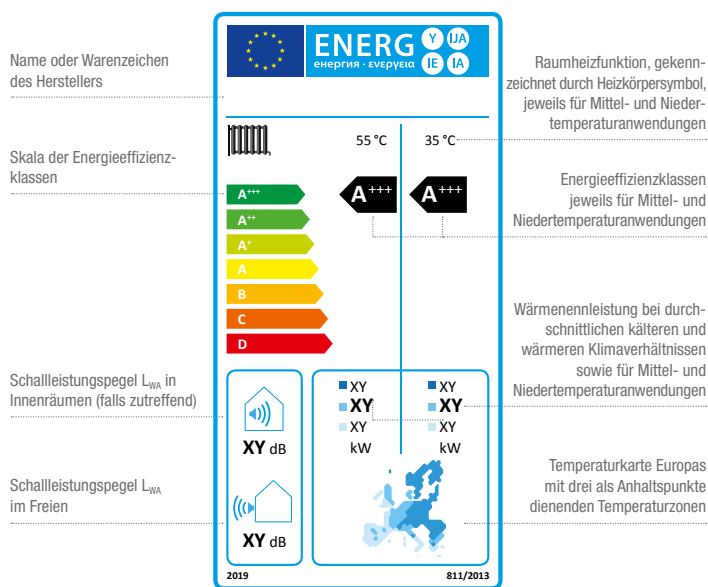 Name oder Warenzeichen
des Herstellers
Skala der Energieeffizienz-
klassen
Schallleistungspegel LWA in
Innenräumen (falls zutreffend)
Schallleistungspegel LWA
im Freien
ENERG Y IJA
енергия · ενεργεια IE IA
55 °C 35 °C
A+++ A+++ A+++
A++
A+
A
B
C
D
XY dB
XY dB
XY XY
XY XY
XY XY
kW kW
2019 811/2013
Raumheizfunktion, gekenn-
zeichnet durch Heizkörpersymbol,
jeweils für Mittel- und Nieder-
temperaturanwendungen
Energieeffizienzklassen
jeweils für Mittel- und
Niedertemperaturanwendungen
Wärmenennleistung bei durch-
schnittlichen kälteren und
wärmeren Klimaverhältnissen
sowie für Mittel- und
Niedertemperaturanwendungen
Temperaturkarte Europas
mit drei als Anhaltspunkte
dienenden Temperaturzonen